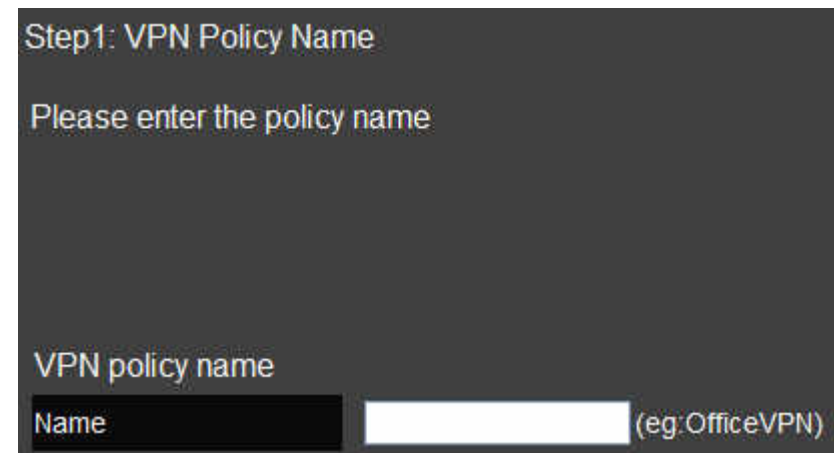 Step1: VPN Policy Name
Please enter the policy name
VPN policy name
Name (eg:OfficeVPN)